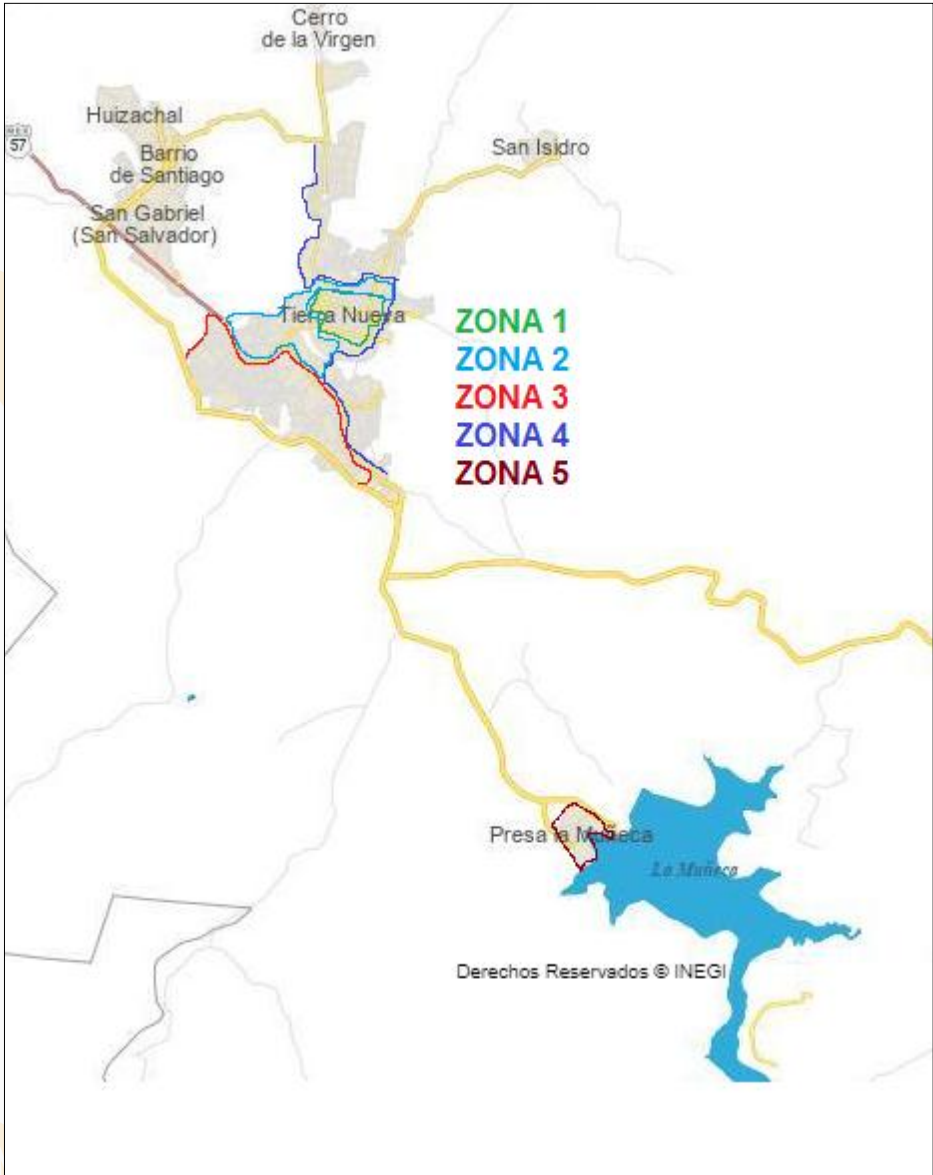 Cerro
de la Virgen
Huizachal
MEX
57
Barrio
de Santiago
San Isidro
San Gabriel
(San Salvador)
Tierra Nueva
ZONA 1
ZONA 2
ZONA 3
ZONA 4
ZONA 5
Presa la Muñeca
La Muñeca
Derechos Reservados © INEGI